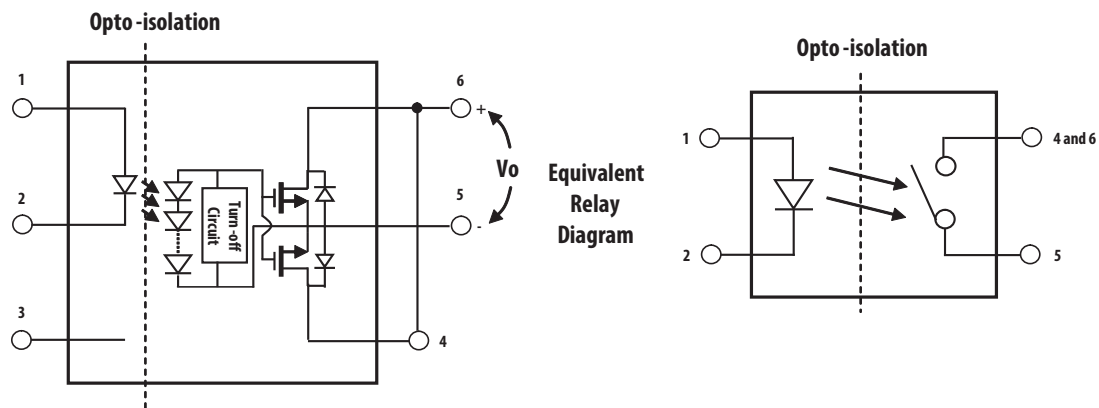 Opto -isolation
1
2
3
Turn-off
Circuit
6
+
Vo
5
-
4
Equivalent
Relay
Diagram
Opto -isolation
1
2
4 and 6
5